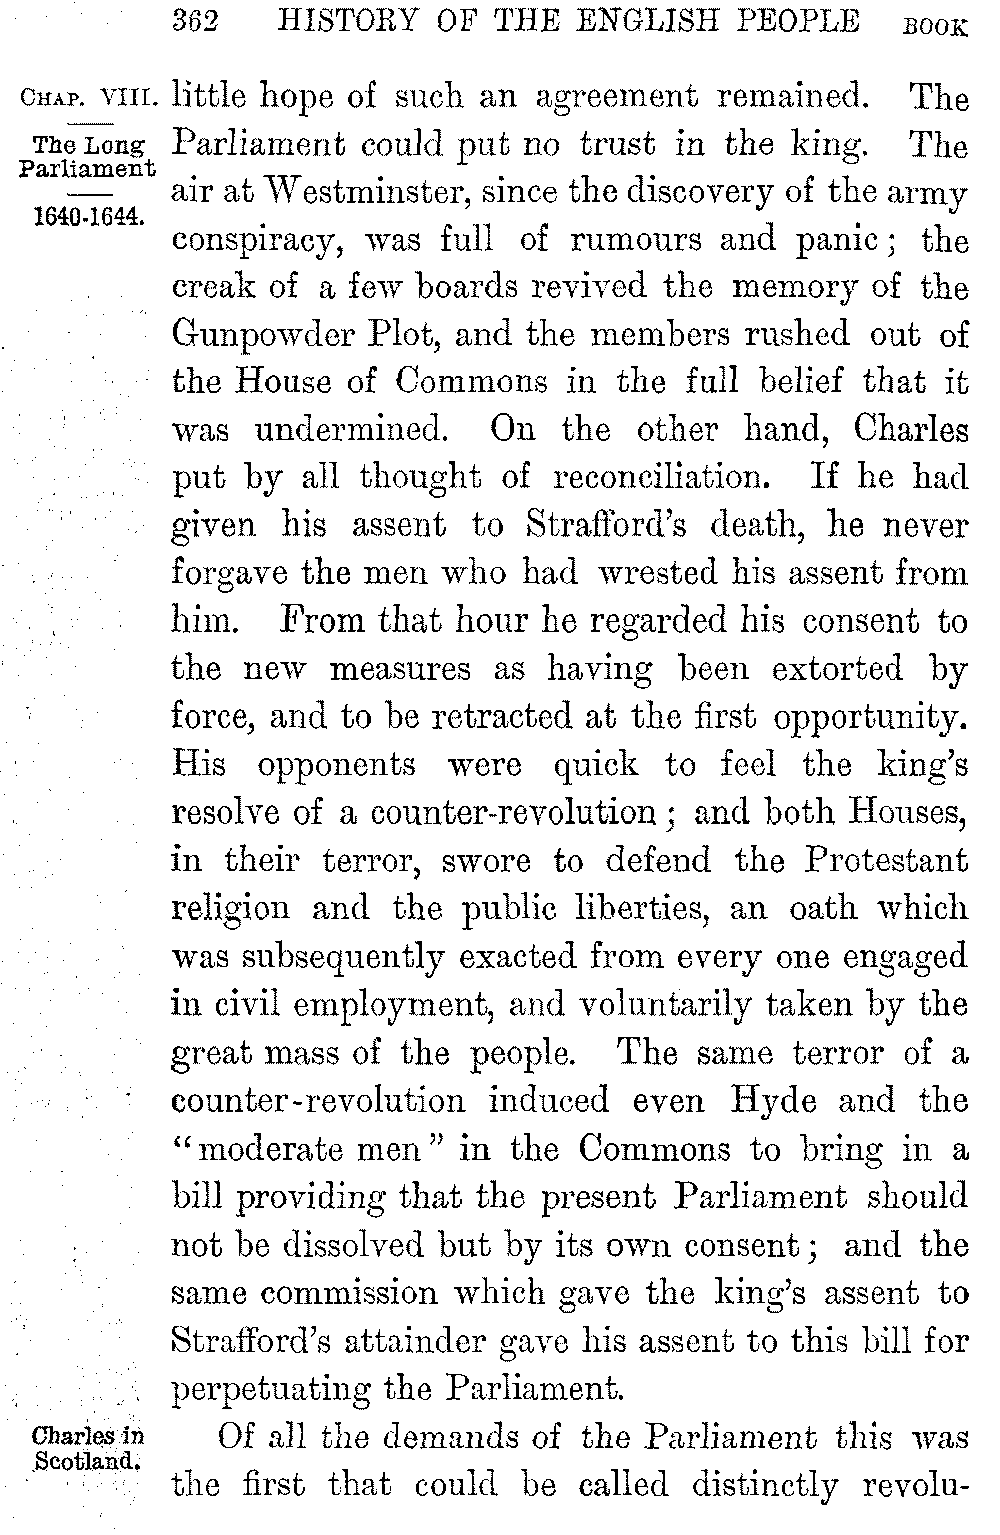 362 HISTORY OF THE ENGLISH PEOPLE BOOK
CHAP. VIII.
The Long
Parliament
1640-1644.
little hope of such an agreement remained. The
Parliament could put no trust in the king. The
air at Westminster, since the discovery of the army
conspiracy, was full of rumours and panic; the
creak of a few boards revived the memory of the
Gunpowder Plot, and the members rushed out of
the House of Commons in the full belief that it
was undermined. On the other hand, Charles
put by all thought of reconciliation. If he had
given his assent to Strafford's death, he never
forgave the men who had wrested his assent from
him. From that hour he regarded his consent to
the new measures as having been extorted by
force, and to be retracted at the first opportunity.
His opponents were quick to feel the king's
resolve of a counter-revolution; and both Houses,
in their terror, swore to defend the Protestant
religion and the public liberties, an oath which
was subsequently exacted from every one engaged
in civil employment, and voluntarily taken by the
great mass of the people. The same terror of a
counter-revolution induced even Hyde and the
"moderate men" in the Commons to bring in a
bill providing that the present Parliament should
not be dissolved but by its own consent; and the
same commission which gave the king's assent to
Strafford's attainder gave his assent to this bill for
perpetuating the Parliament.
Charles in
Scotland.
Of all the demands of the Parliament this was
the first that could be called distinctly revolu-